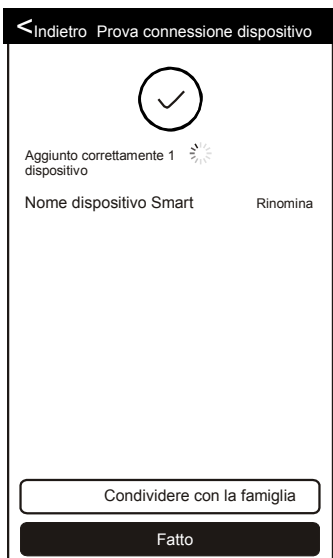 <Indietro Prova connessione dispositivo
Aggiunto correttamente 1
dispositivo
Nome dispositivo Smart Rinomina
Condividere con la famiglia
Fatto